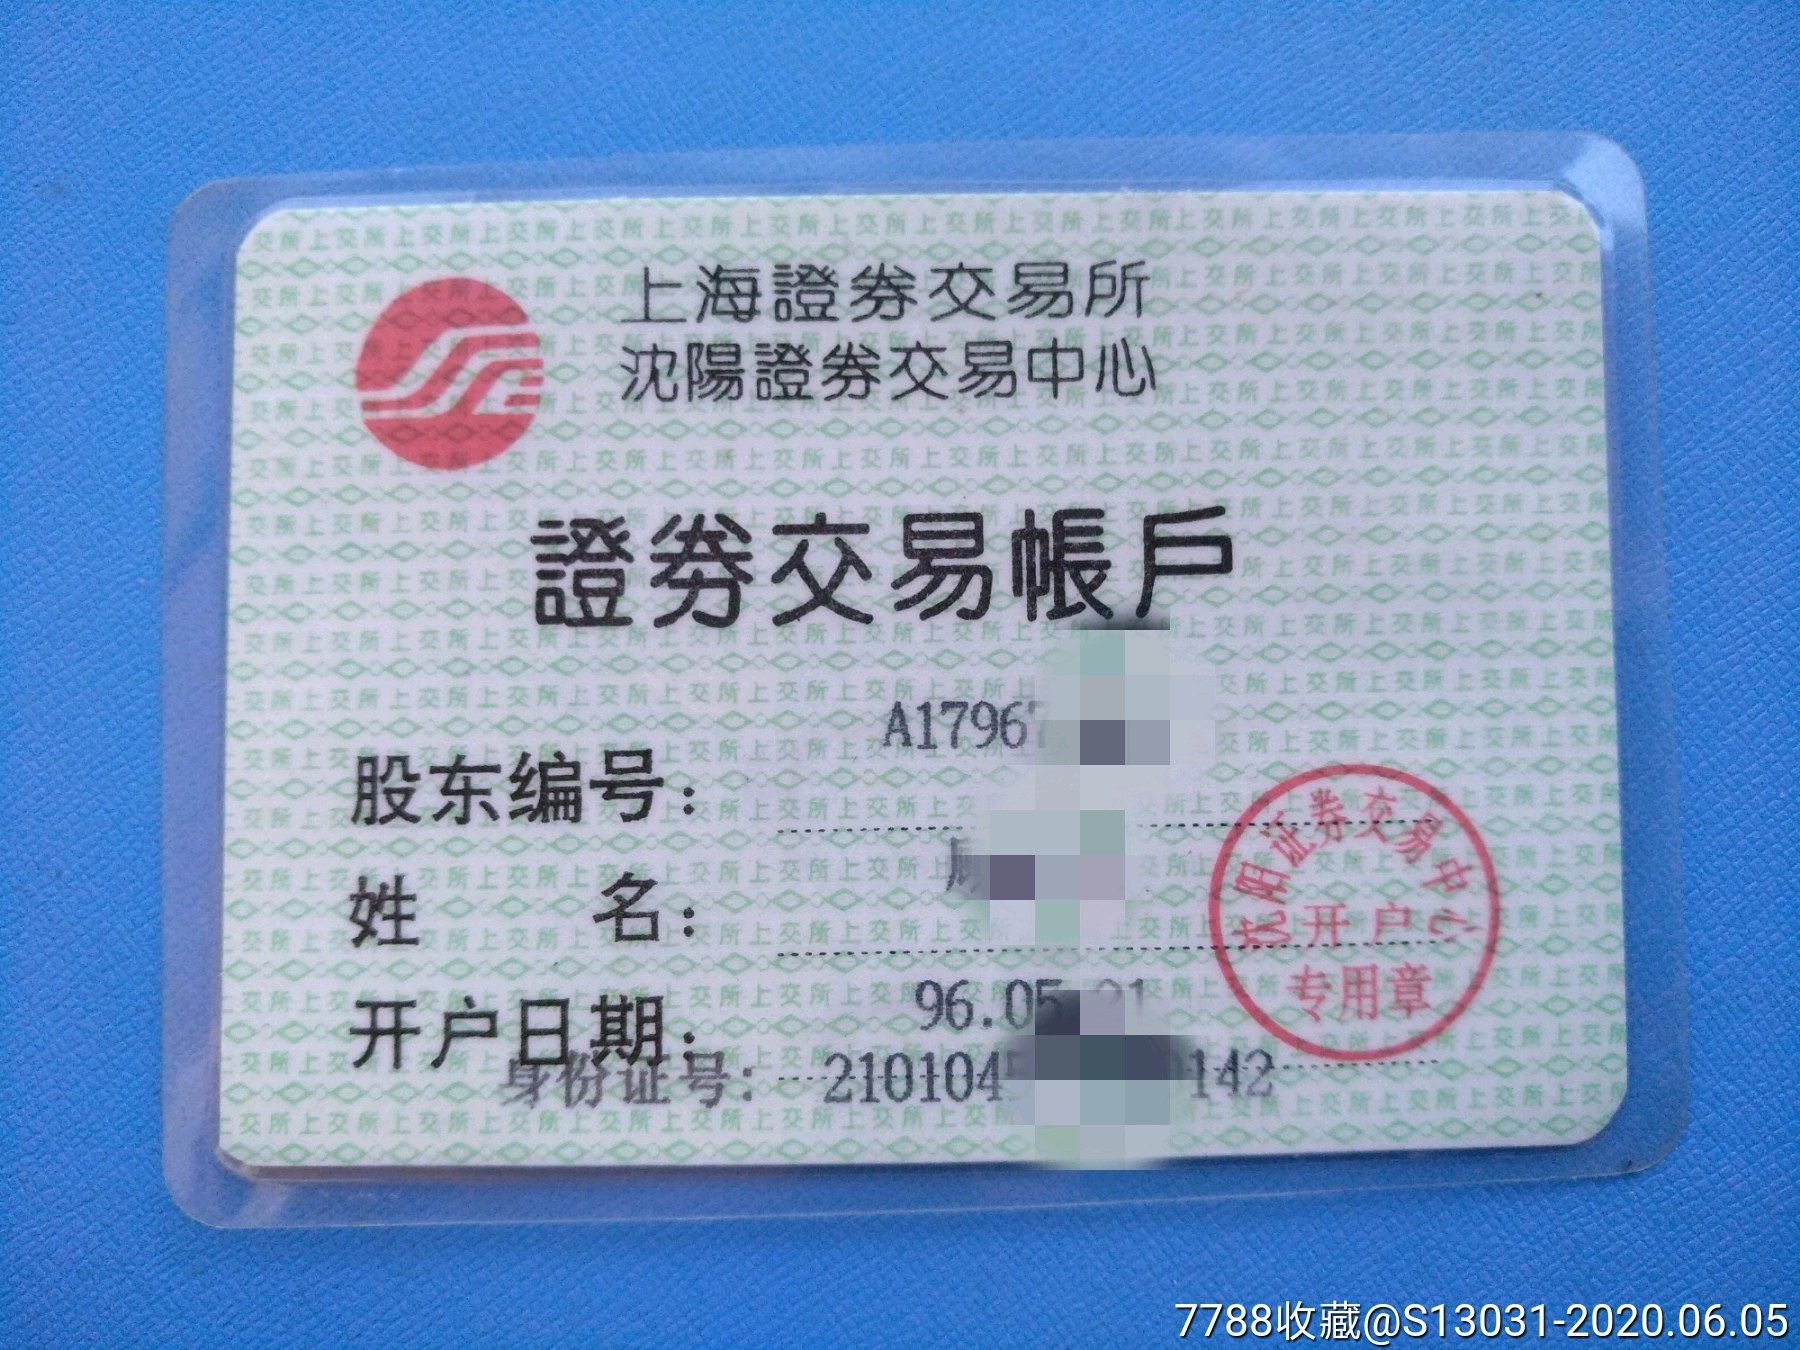 上海證券交易所
沈陽證券交易中心
證券交易帳戶
股东编号： A17967
姓 名：
开户日期： 96.05 21
身份证号： 210104 142
沈阳证券交易中心
开户
专用章
7788收藏@S13031-2020.06.05